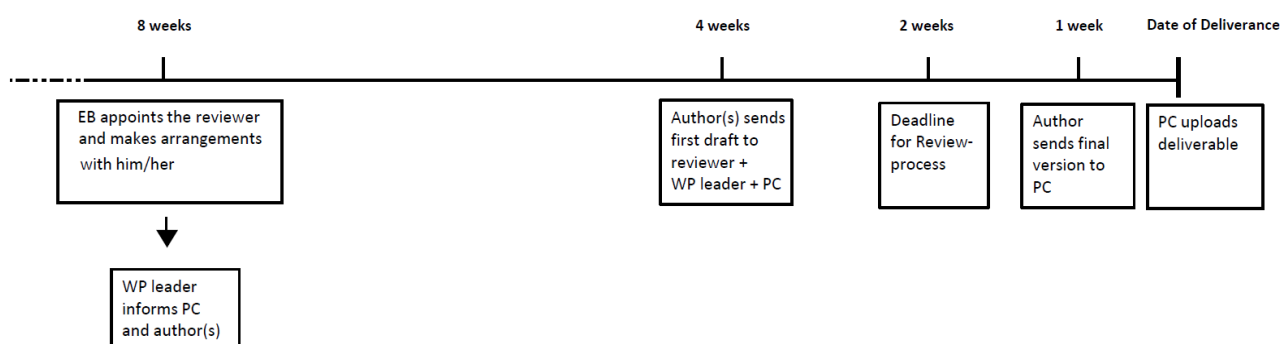 8 weeks
4 weeks
2 weeks
1 week
Date of Deliverance
EB appoints the reviewer
and makes arrangements
with him/her
Author(s) sends
first draft to
reviewer +
WP leader + PC
Deadline
for Review-
process
Author
sends final
version to
PC
PC uploads
deliverable
WP leader
informs PC
and author(s)